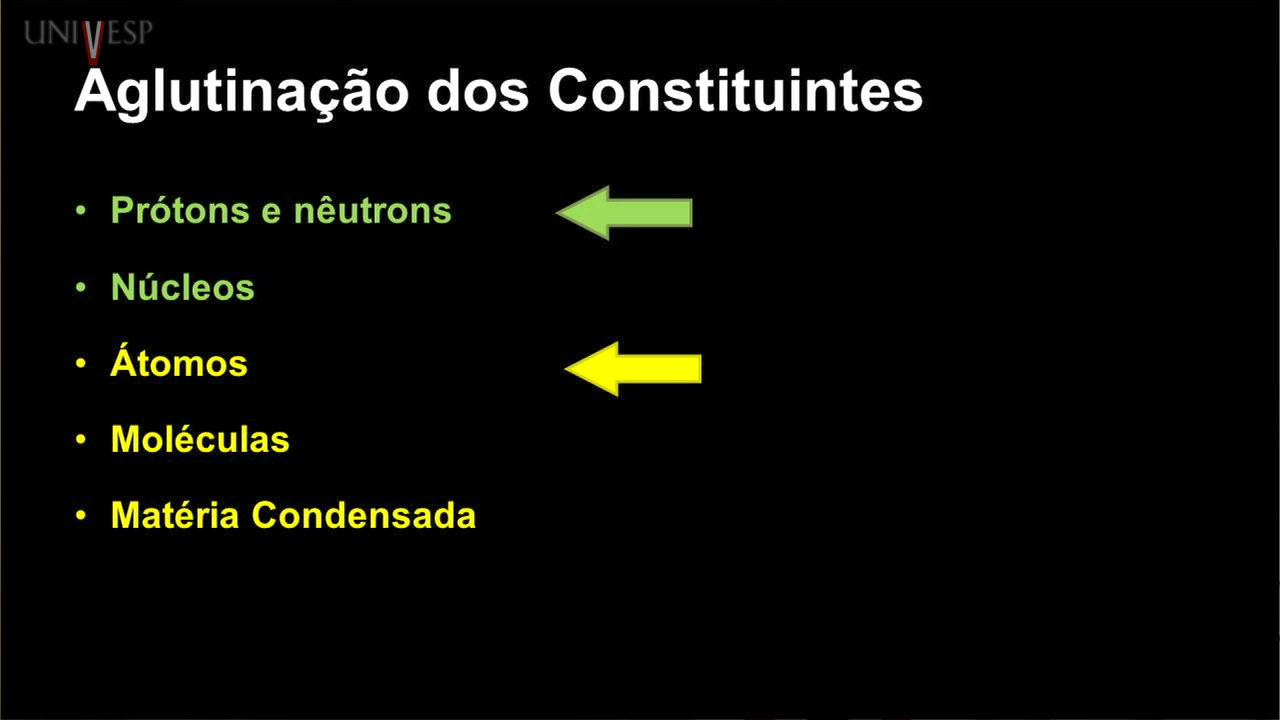 UNIVESP
Aglutinação dos Constituintes
• Prótons e nêutrons
• Núcleos
• Átomos
• Moléculas
• Matéria Condensada